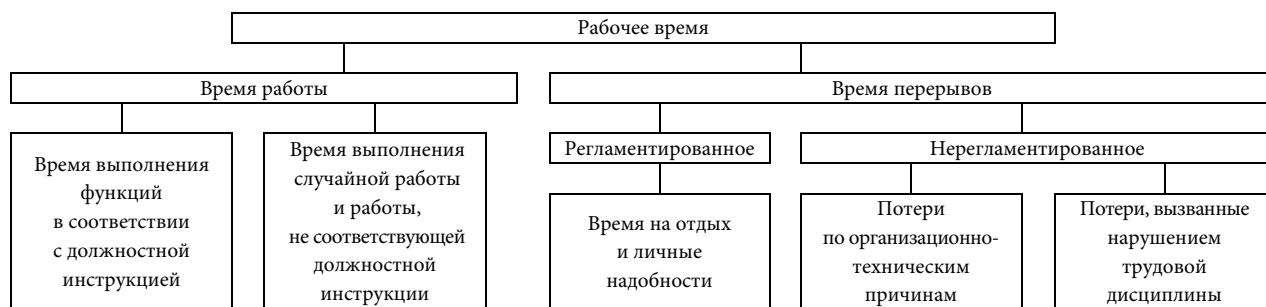 Рабочее время
Время работы
Время перерывов
Время выполнения
функций
в соответствии
с должностной
инструкцией
Время выполнения
случайной работы
и работы,
не соответствующей
должностной
инструкции
Регламентированное
Нерегламентированное
Время на отдых
и личные
надобности
Потери
по организационно-
техническим
причинам
Потери, вызванные
нарушением
трудовой
дисциплины